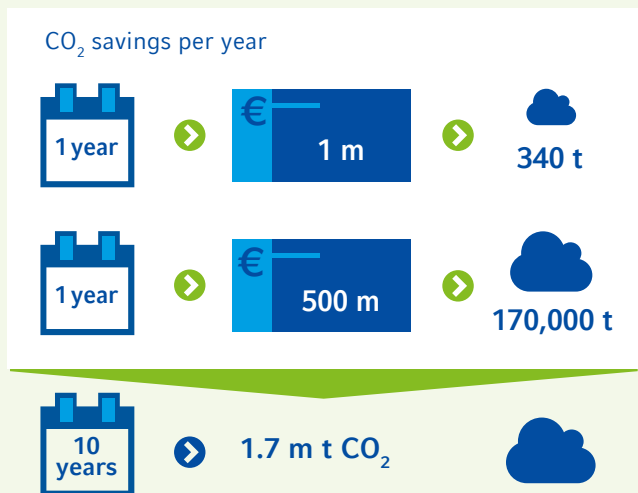 CO₂ savings per year
1 year
€
1 m
340 t
1 year
€
500 m
170,000 t
10
years
1.7 m t CO₂